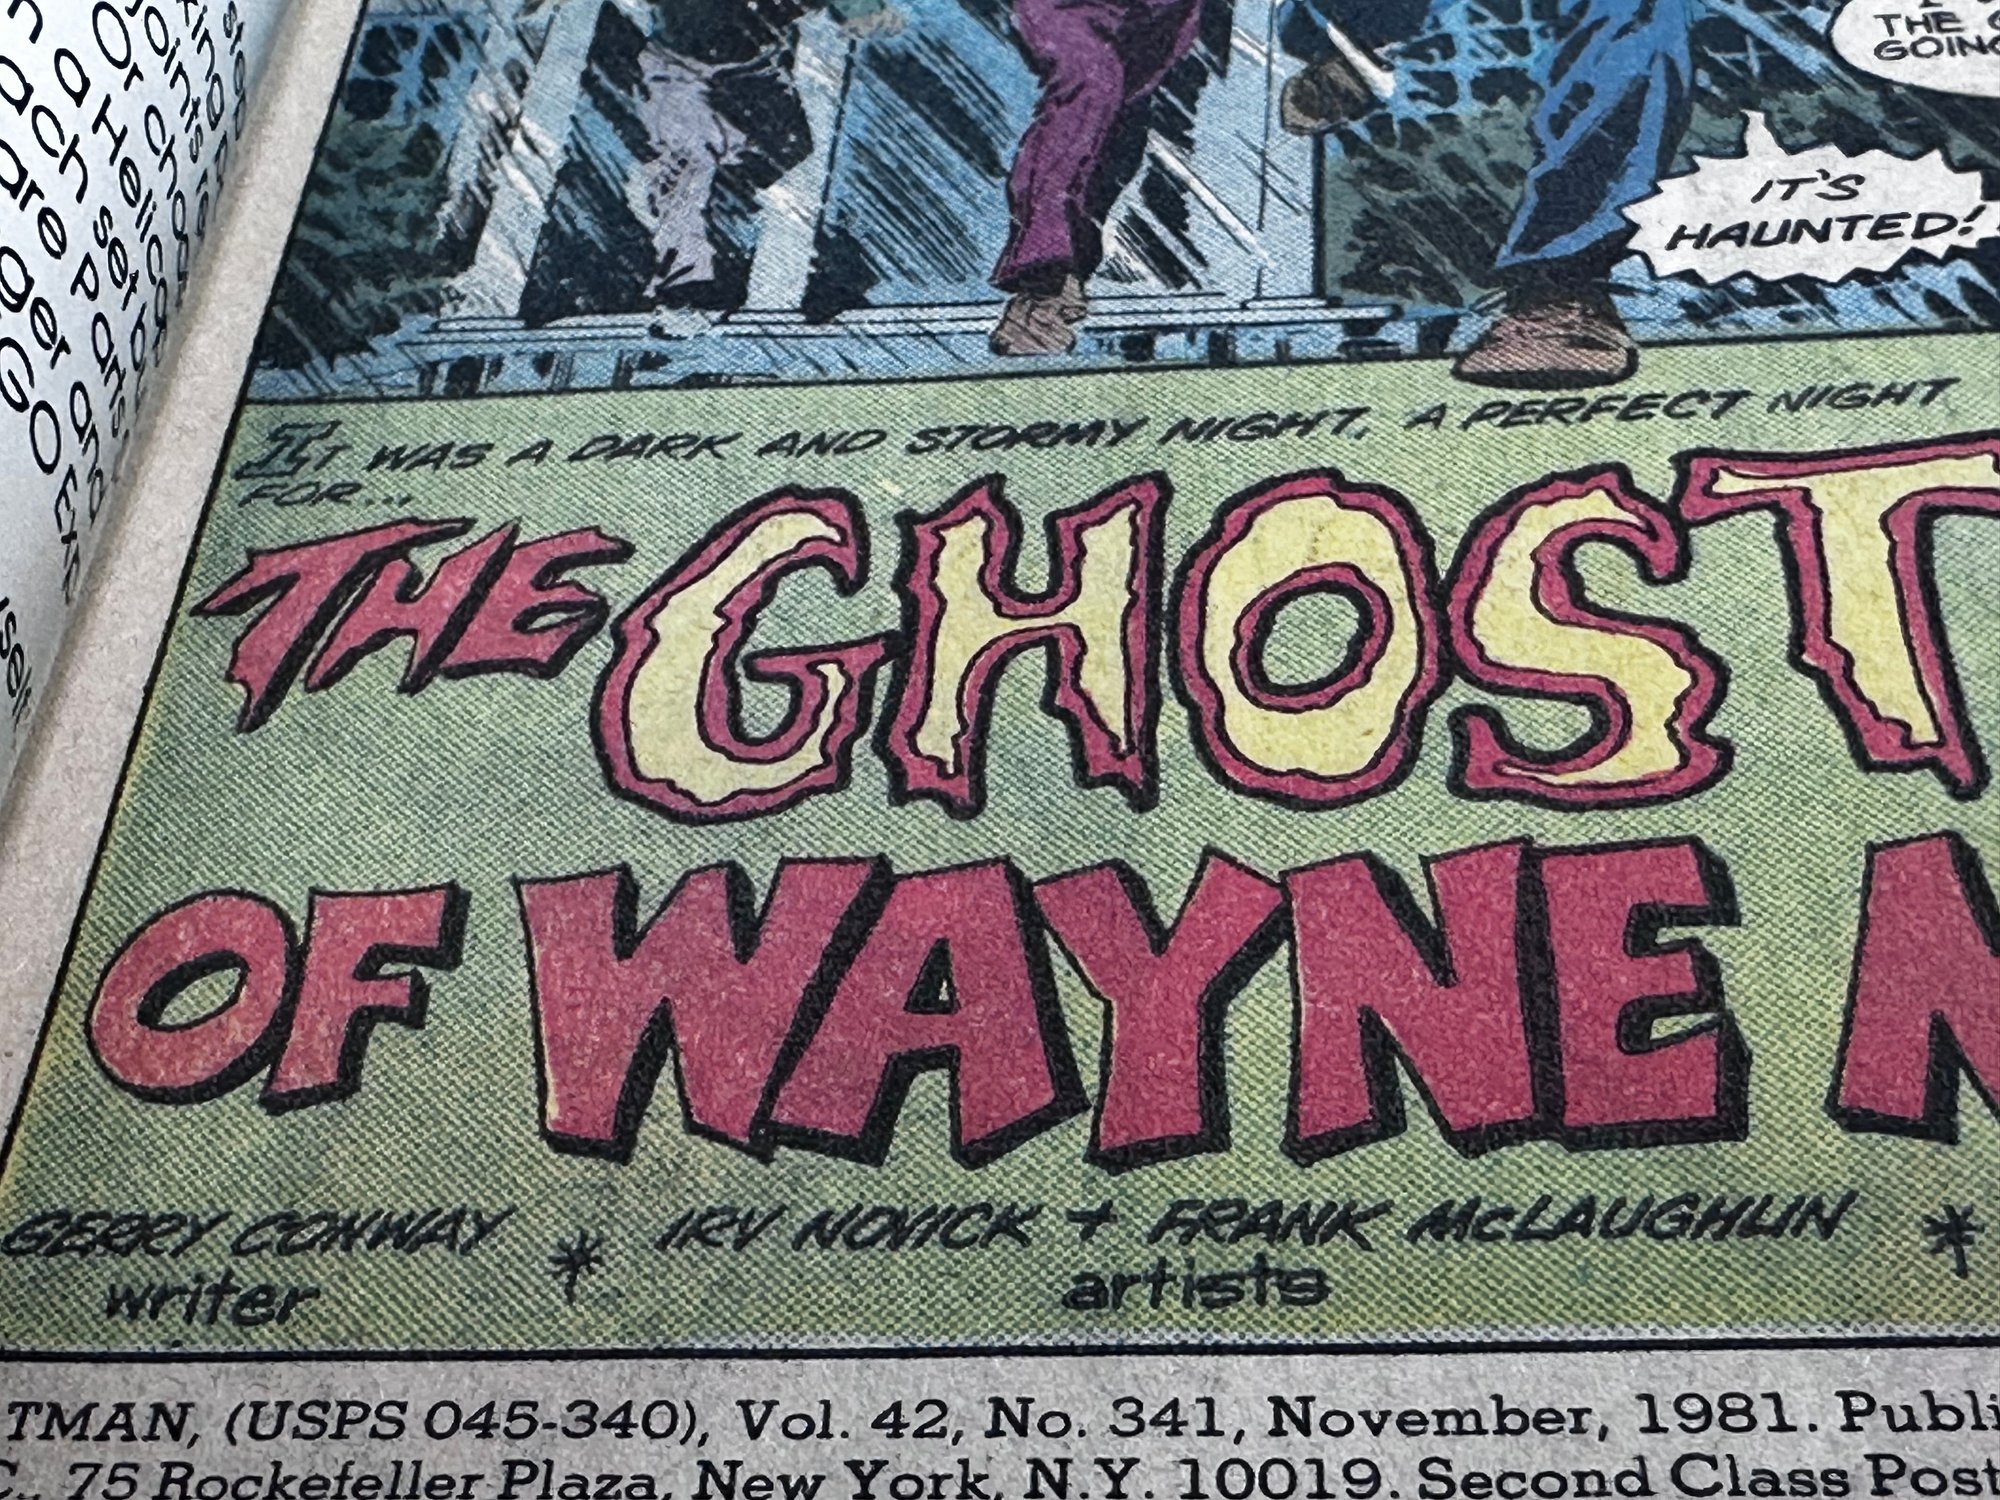 THE
GOING
IT'S
HAUNTED!
IT WAS A DARK AND STORMY NIGHT, A PERFECT NIGHT
FOR...
THE GHOST
OF WAYNE
GERRY CONWAY * IRV NOVICK + FRANK McLAUGHLIN *
writer artists
TMAN, (USPS 045-340), Vol. 42, No. 341, November, 1981. Publi
C., 75 Rockefeller Plaza, New York, N.Y. 10019. Second Class Post